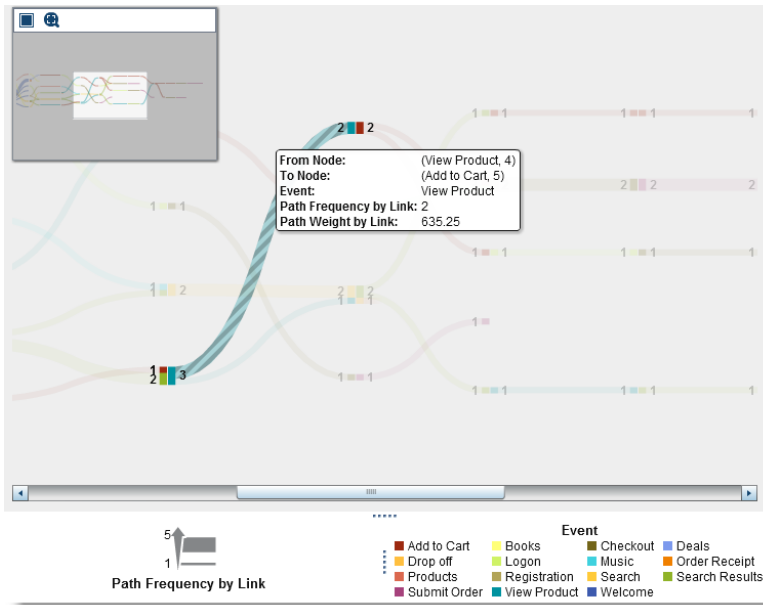 2 2
1 1 1 1 1
From Node: (View Product, 4)
To Node: (Add to Cart, 5)
Event: View Product
Path Frequency by Link: 2
Path Weight by Link: 635.25
2 2 2
1 1
1 1 1 1 1
1 2 2 2
1 1 1
1
1 3
2
1 1
1 1 1 1 1
5
1
Path Frequency by Link
Event
Add to Cart Books Checkout Deals
Drop off Logon Music Order Receipt
Products Registration Search Search Results
Submit Order View Product Welcome